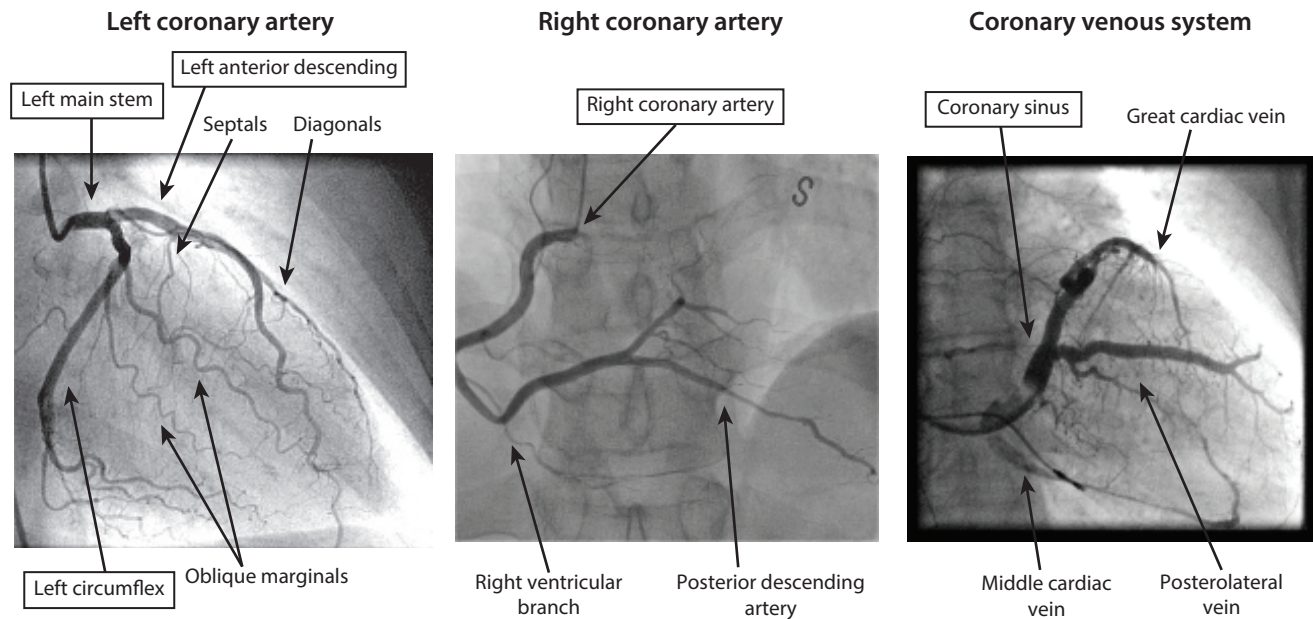 Left coronary artery
Left main stem
Left anterior descending
Septals
Diagonals
Left circumflex
Oblique marginals
Right coronary artery
Right coronary artery
S
Right ventricular
branch
Posterior descending
artery
Coronary venous system
Coronary sinus
Great cardiac vein
Middle cardiac
vein
Posterolateral
vein